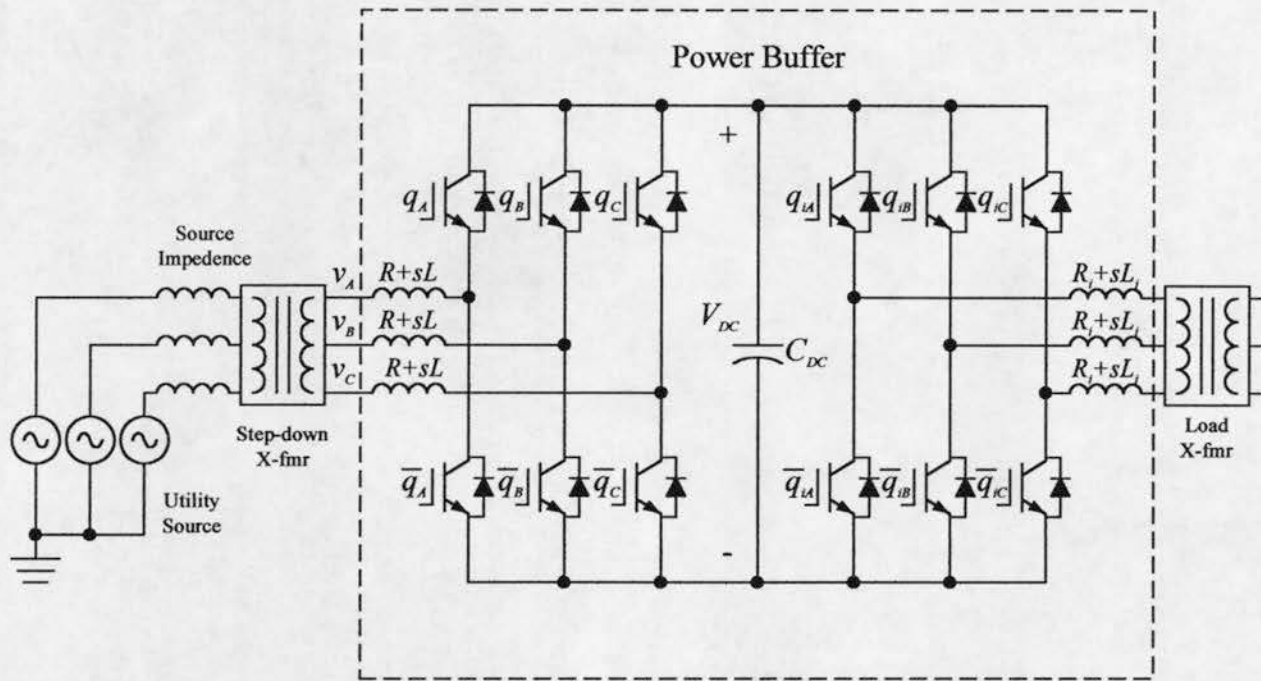 Power Buffer
q_A
q_B
q_C
+
q_iA
q_iB
q_iC
Source
Impedence
v_A
R+sL
v_B
R+sL
v_C
R+sL
V_DC
C_DC
R_i+sL_i
R_i+sL_i
R_i+sL_i
Step-down
X-fmr
Load
X-fmr
q̅_A
q̅_B
q̅_C
q̅_iA
q̅_iB
q̅_iC
Utility
Source
-